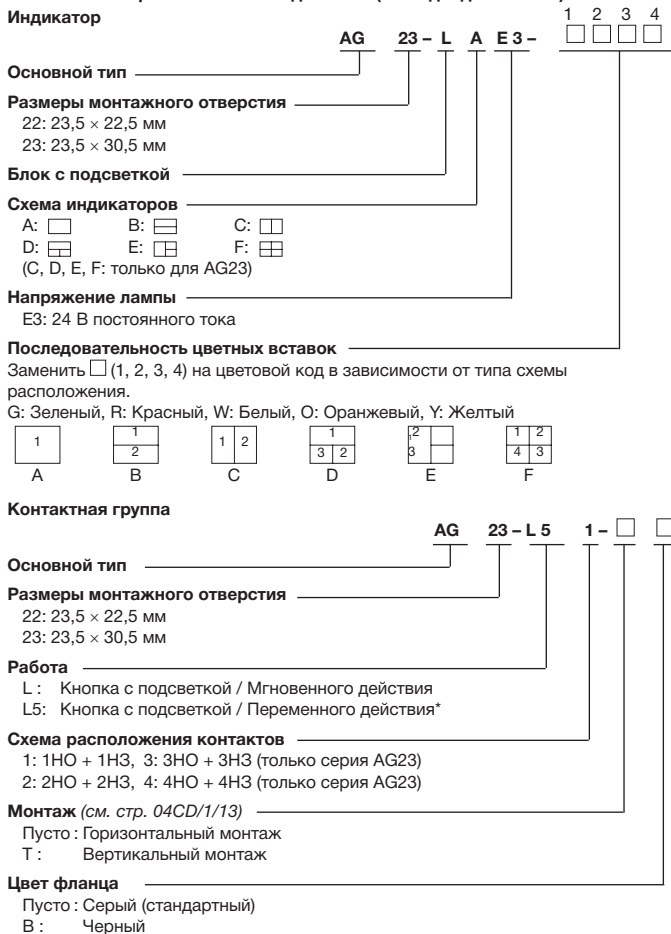 Индикатор
1 2 3 4
AG 23 – L A E 3 – □ □ □ □
Основной тип
Размеры монтажного отверстия
22: 23,5 × 22,5 мм
23: 23,5 × 30,5 мм
Блок с подсветкой
Схема индикаторов
A: B: C:
D: E: F:
(C, D, E, F: только для AG23)
Напряжение лампы
E3: 24 В постоянного тока
Последовательность цветных вставок
Заменить □ (1, 2, 3, 4) на цветовой код в зависимости от типа схемы
расположения.
G: Зеленый, R: Красный, W: Белый, O: Оранжевый, Y: Желтый
1 1 2 1 2 1 3 2 2 1 3 1 2 4 3
A B C D E F
Контактная группа
AG 23 – L 5 1 – □ □
Основной тип
Размеры монтажного отверстия
22: 23,5 × 22,5 мм
23: 23,5 × 30,5 мм
Работа
L : Кнопка с подсветкой / Мгновенного действия
L5: Кнопка с подсветкой / Переменного действия*
Схема расположения контактов
1: 1НО + 1НЗ, 3: 3НО + 3НЗ (только серия AG23)
2: 2НО + 2НЗ, 4: 4НО + 4НЗ (только серия AG23)
Монтаж (см. стр. 04CD/1/13)
Пусто : Горизонтальный монтаж
T : Вертикальный монтаж
Цвет фланца
Пусто : Серый (стандартный)
B : Черный